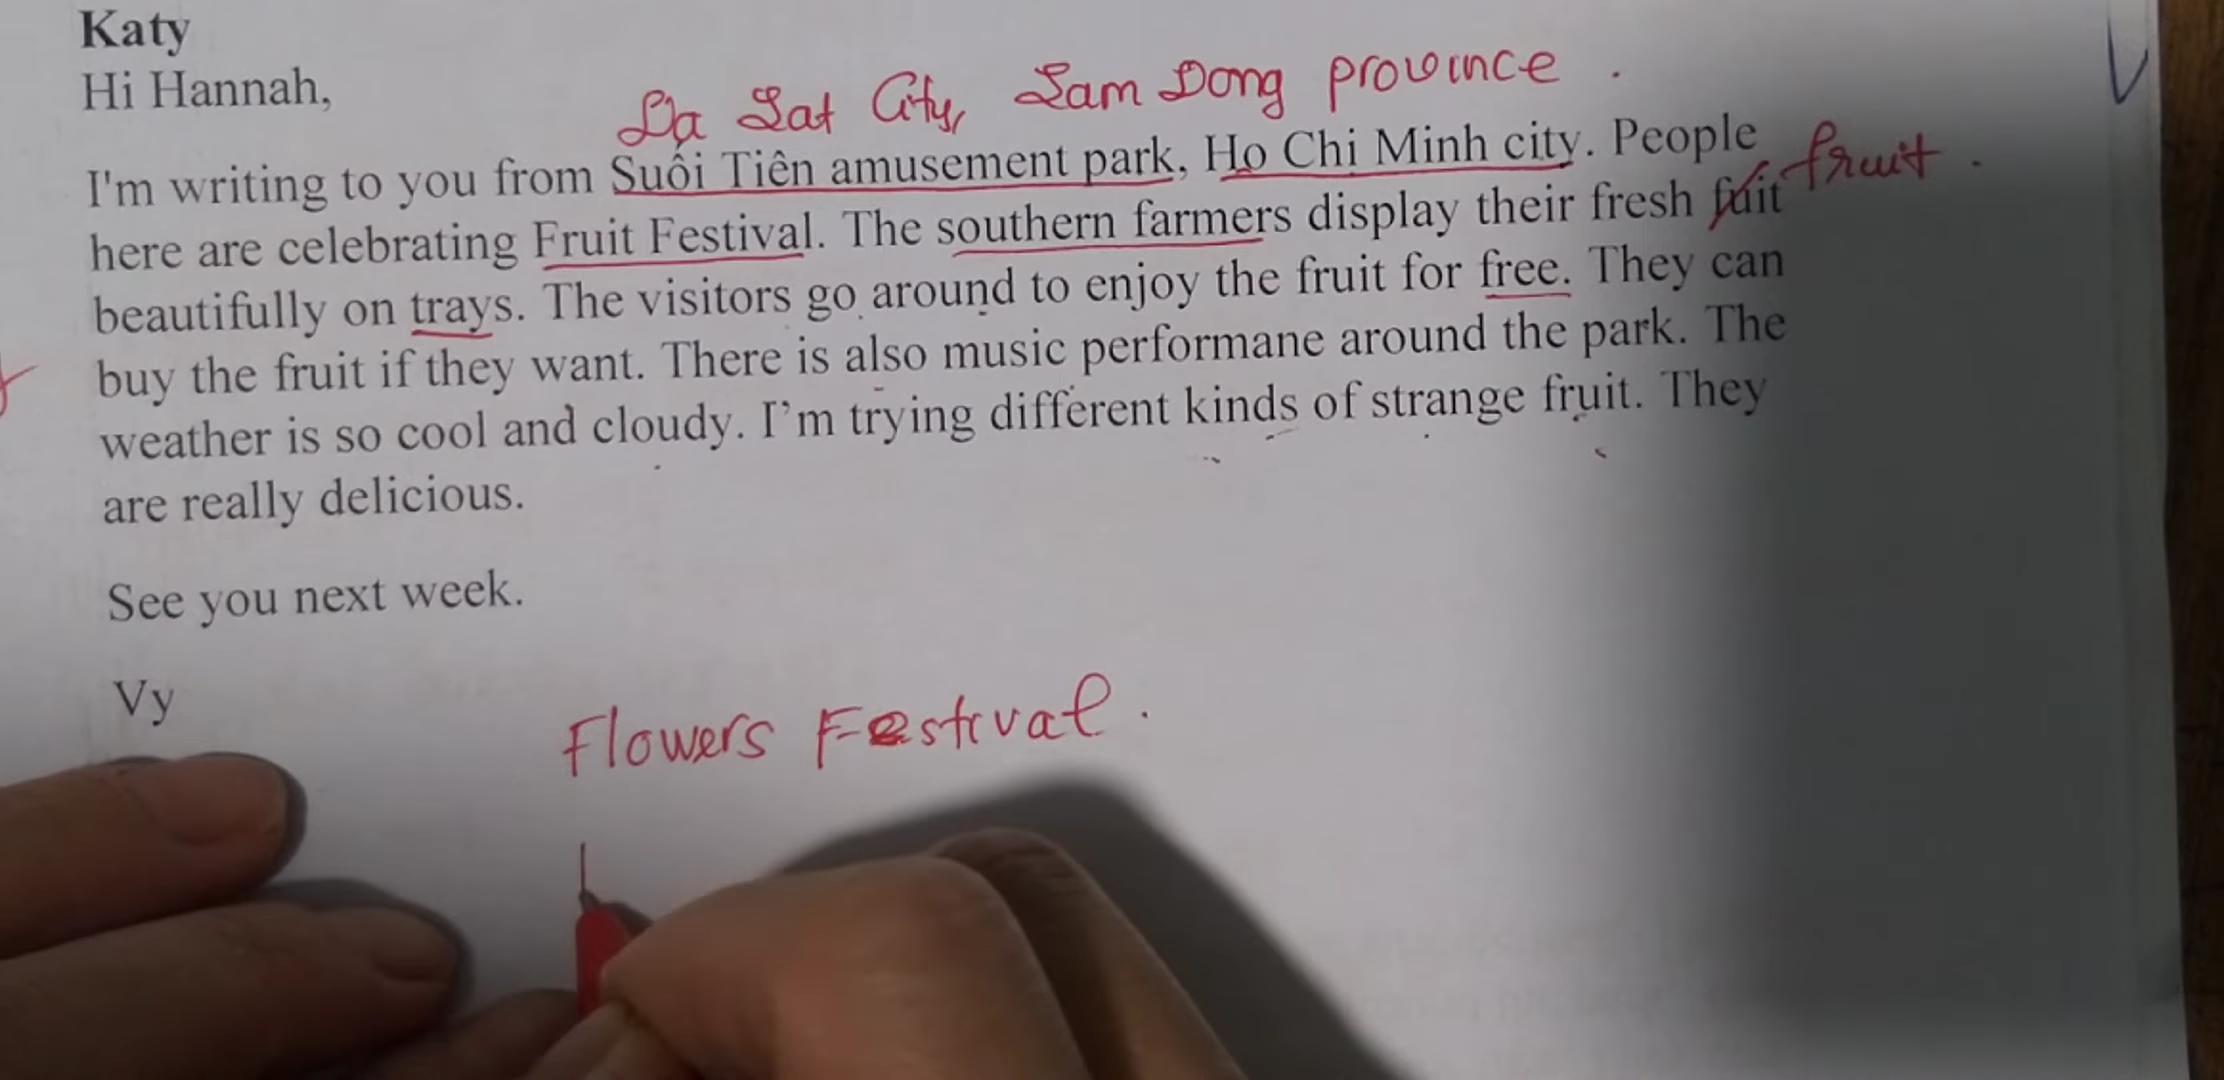 Katy
Hi Hannah,
Da Lat City, Lam Dong province.
I'm writing to you from Suối Tiên amusement park, Ho Chi Minh city. People
fruit.
here are celebrating Fruit Festival. The southern farmers display their fresh fuit
beautifully on trays. The visitors go around to enjoy the fruit for free. They can
buy the fruit if they want. There is also music performane around the park. The
weather is so cool and cloudy. I'm trying different kinds of strange fruit. They
are really delicious.
See you next week.
Vy
Flowers Festival.